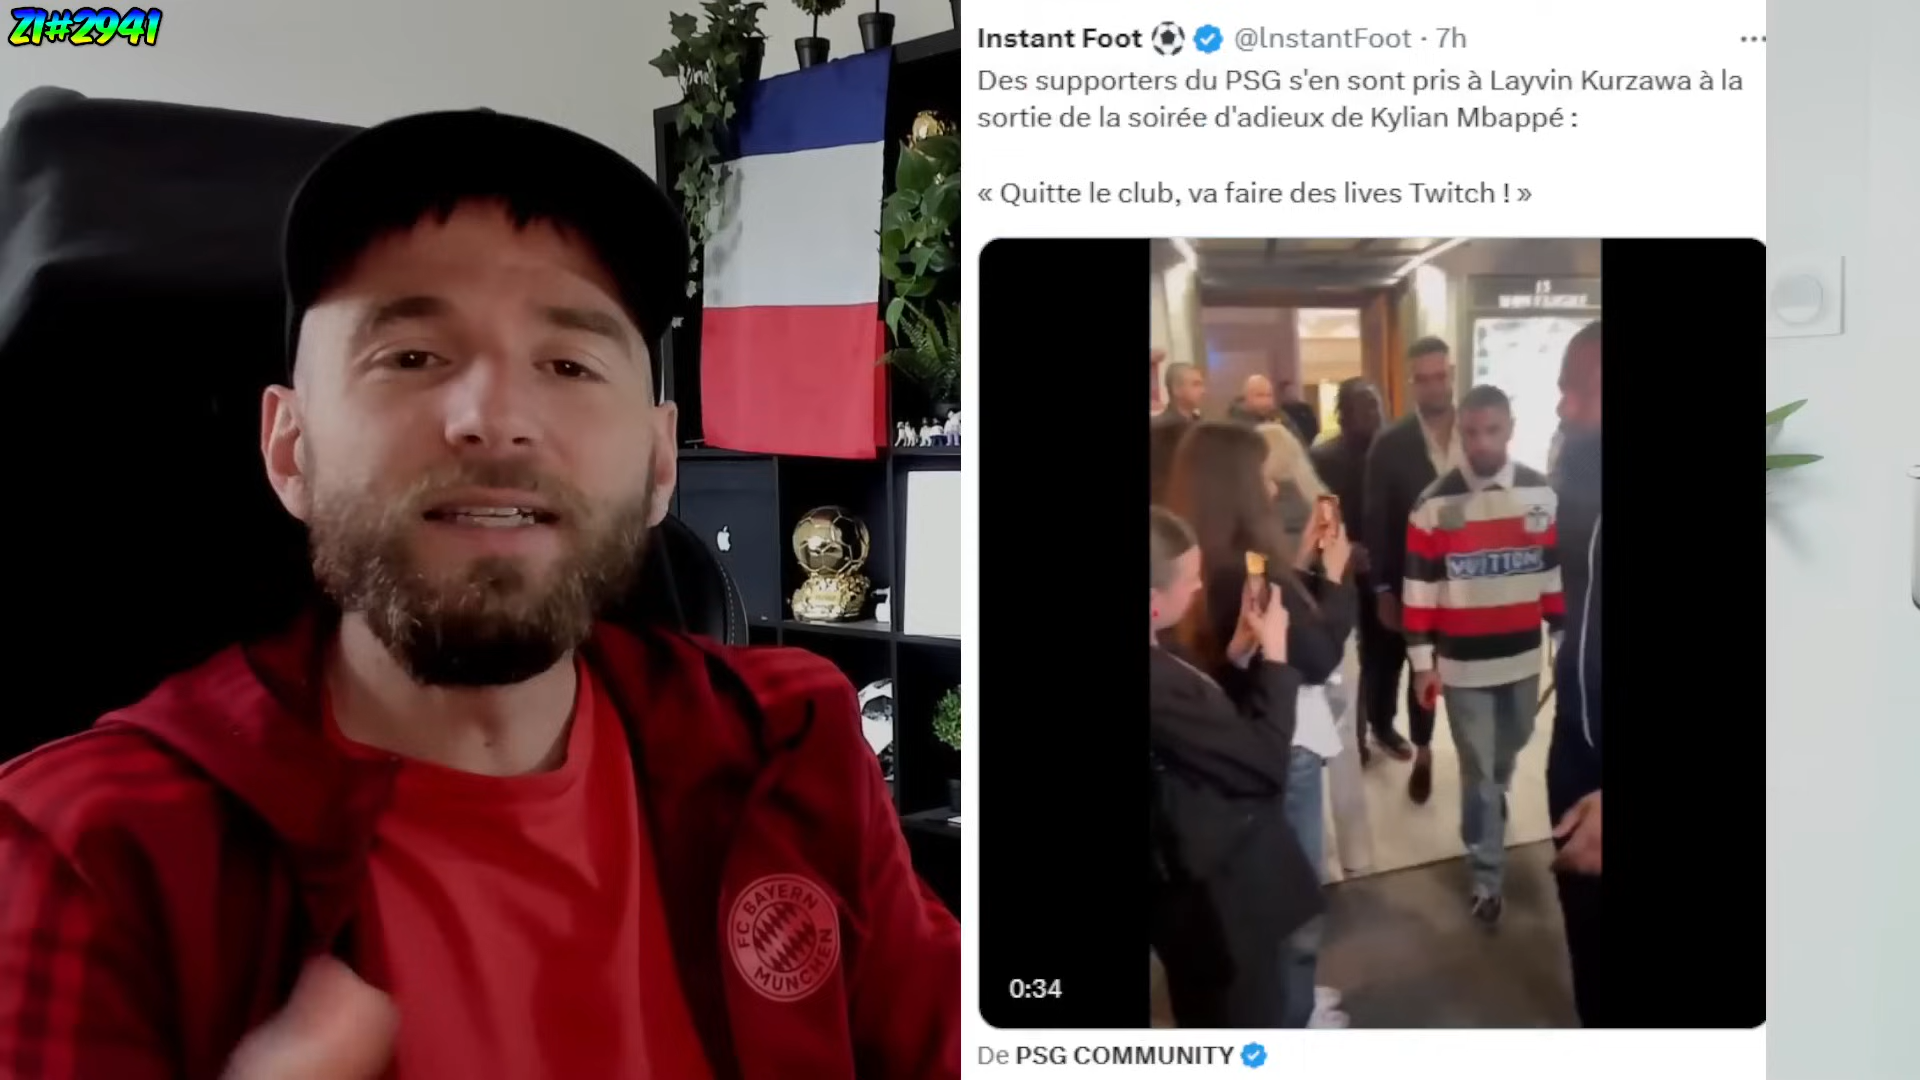 ZI#2941
Instant Foot @lnstantFoot · 7h
Des supporters du PSG s'en sont pris à Layvin Kurzawa à la
sortie de la soirée d'adieux de Kylian Mbappé :
« Quitte le club, va faire des lives Twitch ! »
VUITTON
FC BAYERN
MÜNCHEN
0:34
De PSG COMMUNITY